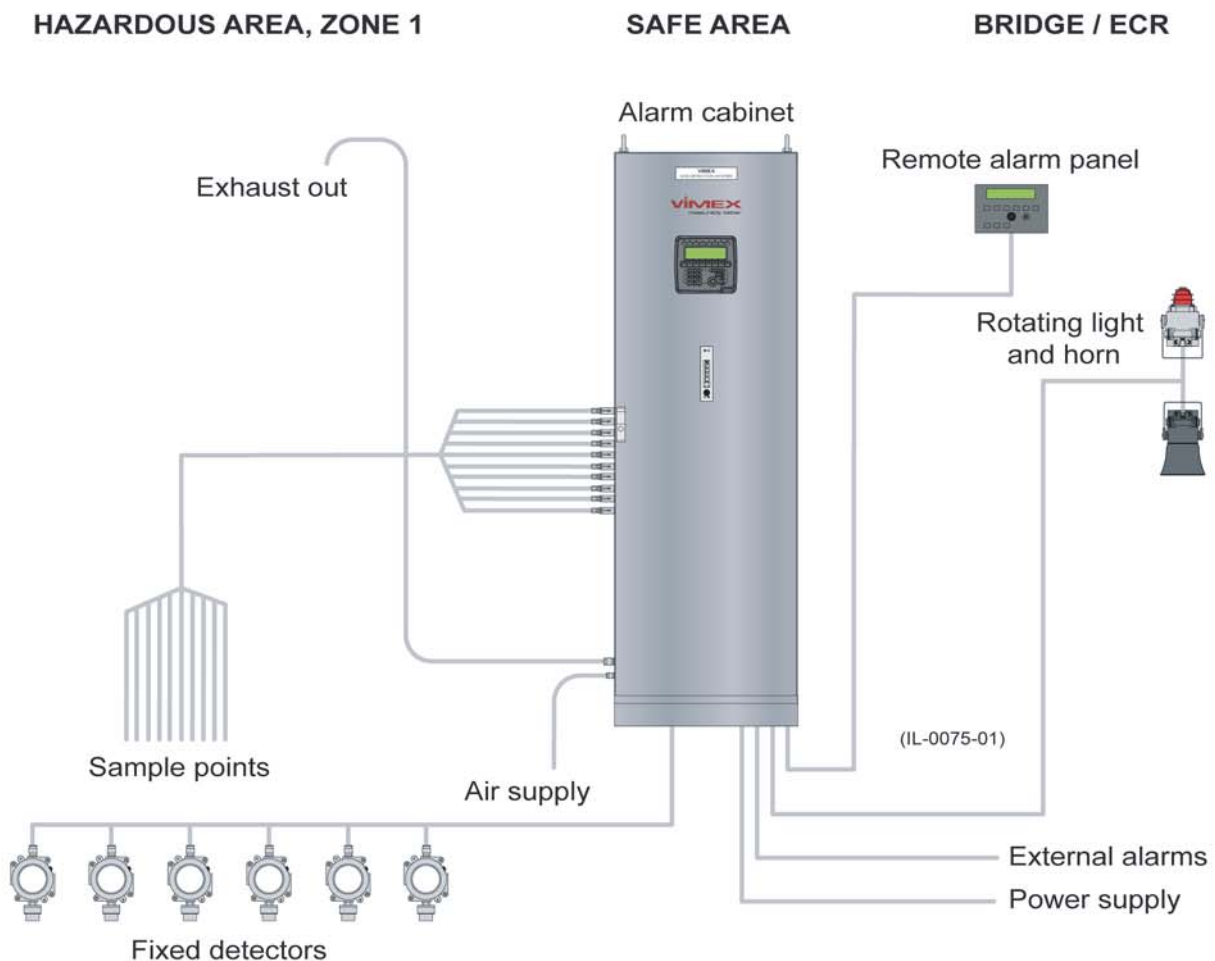 HAZARDOUS AREA, ZONE 1
SAFE AREA
BRIDGE / ECR
Alarm cabinet
Exhaust out
Remote alarm panel
VIMEX
VIMEX
Rotating light
and horn
(IL-0075-01)
Sample points
Air supply
External alarms
Power supply
Fixed detectors